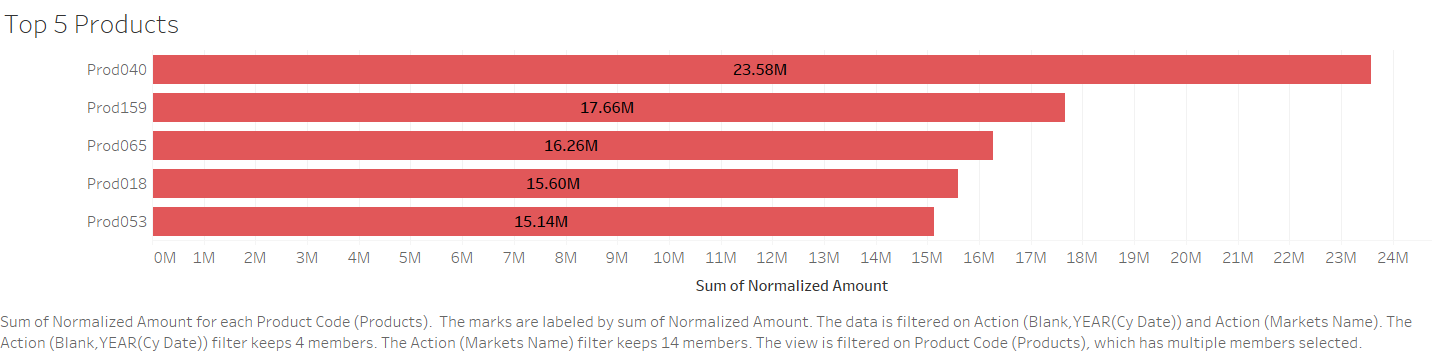 Top 5 Products
Prod040 23.58M
Prod159 17.66M
Prod065 16.26M
Prod018 15.60M
Prod053 15.14M
0M 1M 2M 3M 4M 5M 6M 7M 8M 9M 10M 11M 12M 13M 14M 15M 16M 17M 18M 19M 20M 21M 22M 23M 24M
Sum of Normalized Amount
Sum of Normalized Amount for each Product Code (Products).  The marks are labeled by sum of Normalized Amount. The data is filtered on Action (Blank,YEAR(Cy Date)) and Action (Markets Name). The
Action (Blank,YEAR(Cy Date)) filter keeps 4 members. The Action (Markets Name) filter keeps 14 members. The view is filtered on Product Code (Products), which has multiple members selected.